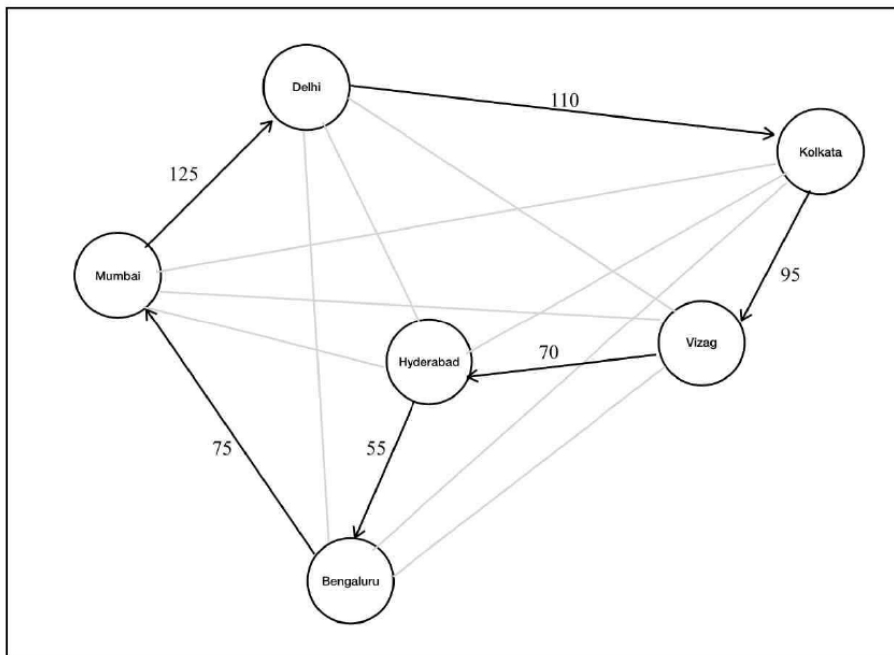 Delhi
110
Kolkata
125
Mumbai
95
Vizag
70
Hyderabad
75
55
Bengaluru